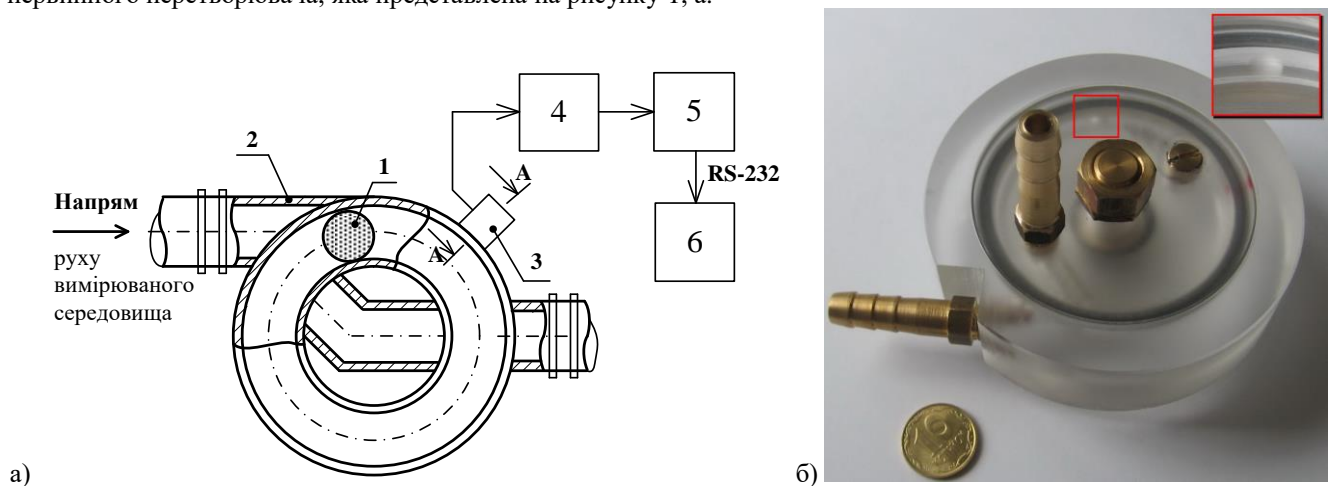 первинного перетворювача, яка представлена на рисунку 1, а.
4
5
2
1
А
RS-232
Напрям
А
3
6
руху
вимірюваного
середовища
а)
б)